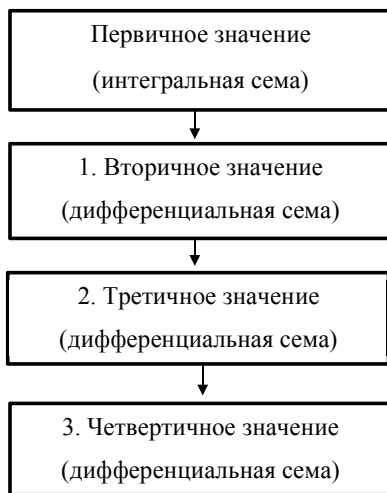 Первичное значение
(интегральная сема)
1. Вторичное значение
(дифференциальная сема)
2. Третичное значение
(дифференциальная сема)
3. Четвертичное значение
(дифференциальная сема)